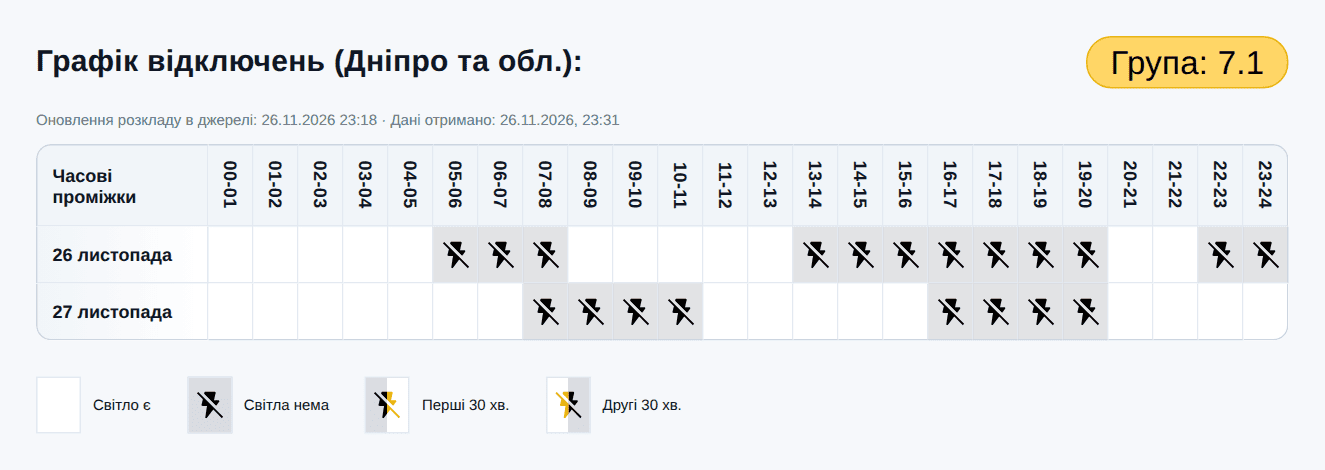 Графік відключень (Дніпро та обл.):
Група: 7.1
Оновлення розкладу в джерелі: 26.11.2026 23:18 · Дані отримано: 26.11.2026, 23:31
Часові
проміжки
00-01
01-02
02-03
03-04
04-05
05-06
06-07
07-08
08-09
09-10
10-11
11-12
12-13
13-14
14-15
15-16
16-17
17-18
18-19
19-20
20-21
21-22
22-23
23-24
26 листопада
27 листопада
Світло є
Світла нема
Перші 30 хв.
Другі 30 хв.